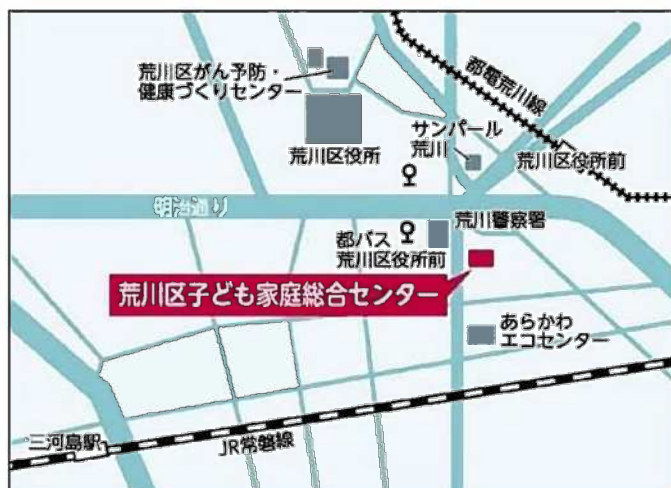 荒川区がん予防・
健康づくりセンター
都電荒川線
荒川区役所
サンパール
荒川
荒川区役所前
明治通り
荒川警察署
都バス
荒川区役所前
荒川区子ども家庭総合センター
あらかわ
エコセンター
三河島駅
JR常磐線